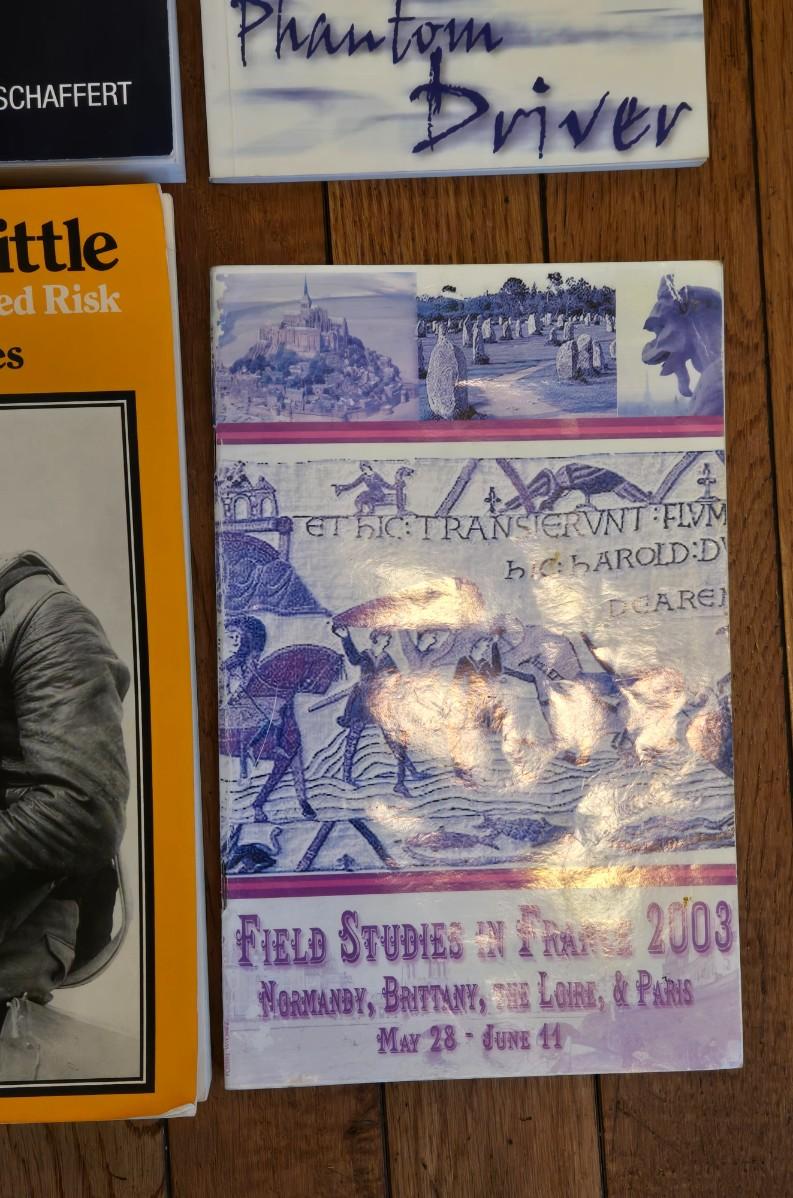 SCHAFFERT
Phantom
Driver
ittle
ed Risk
es
ET hIC: TRANSIERVNT · FLVM
hIC: hAROLD: DV
DEAREN
Field Studies in France 2003
Normandy, Brittany, the Loire, & Paris
May 28 - June 11